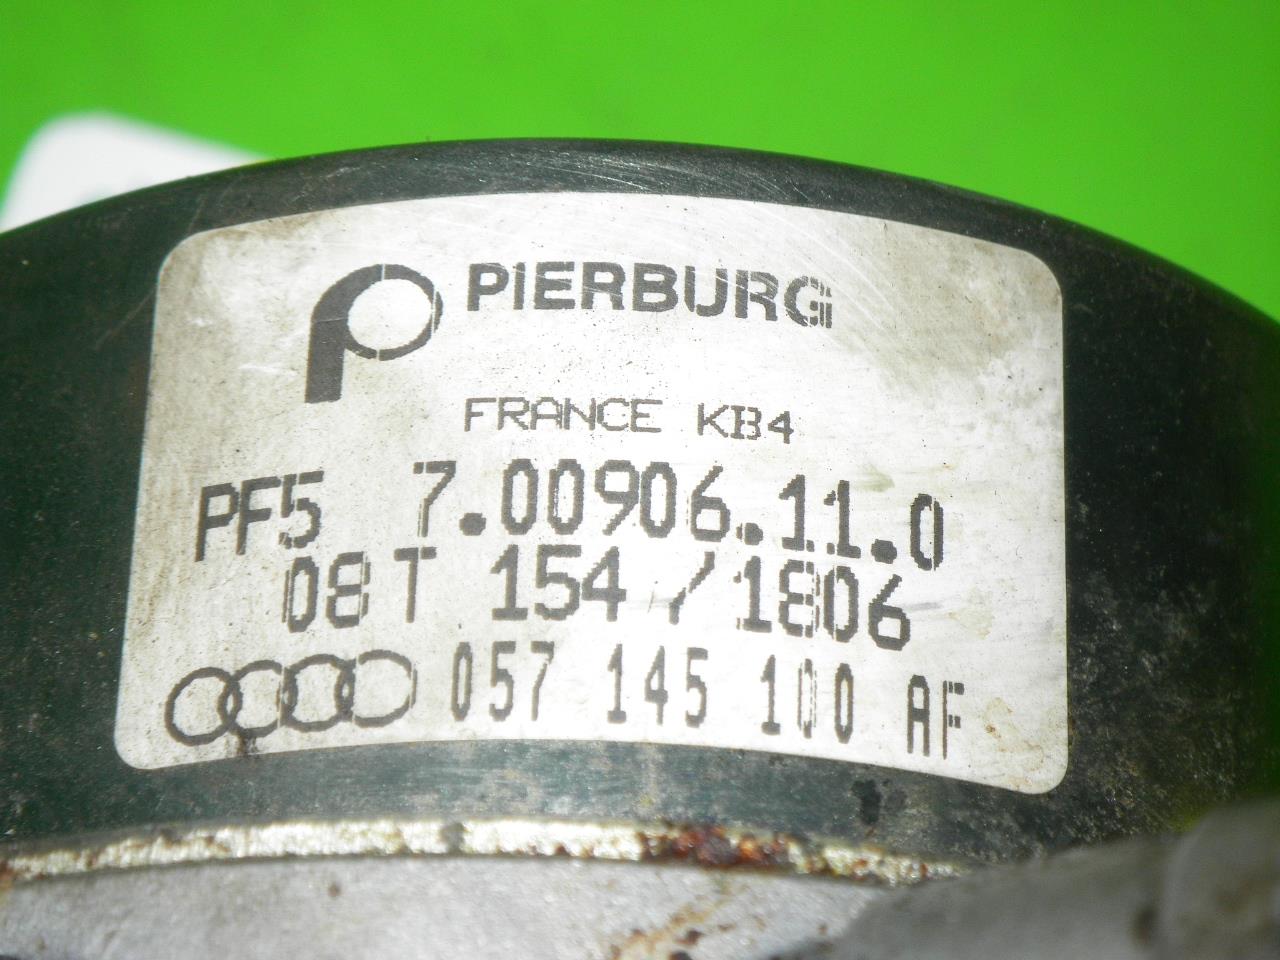 PIERBURG
FRANCE KB4
PF5 7.00906.11.0
08T 154 / 1806
057 145 100 AF